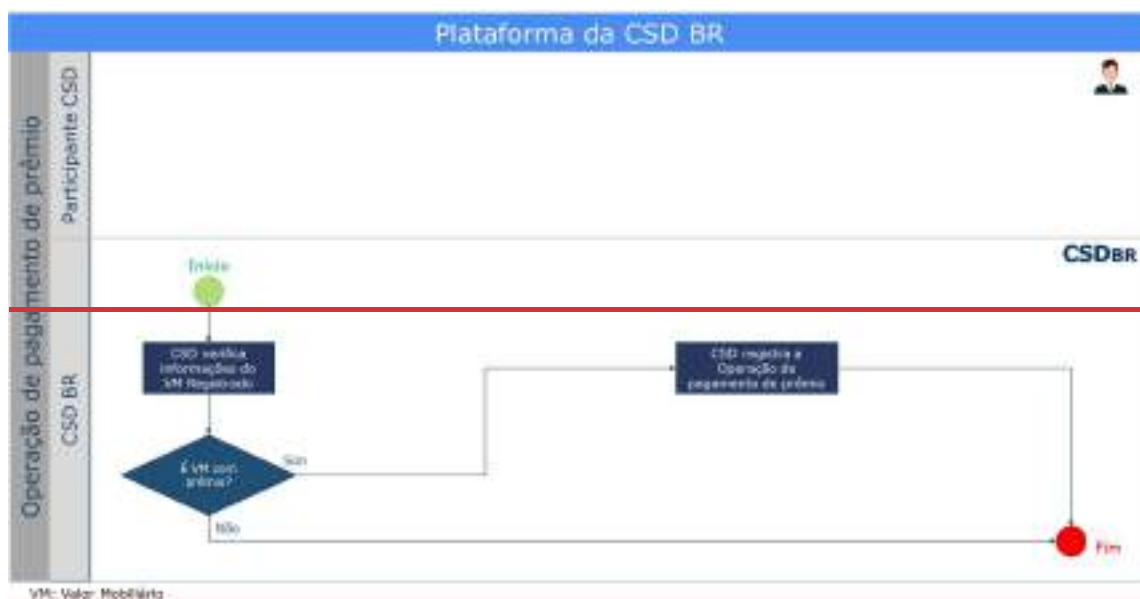 Plataforma da CSD BR
Operação de pagamento de prêmio
Participante CSD
CSD BR
CSDBR
Início
CSD verifica
informações do
VM Registrado
É VM com
prêmio?
Sim
Não
CSD registra a
Operação de
pagamento de prêmio
Fim
VM: Valor Mobiliário